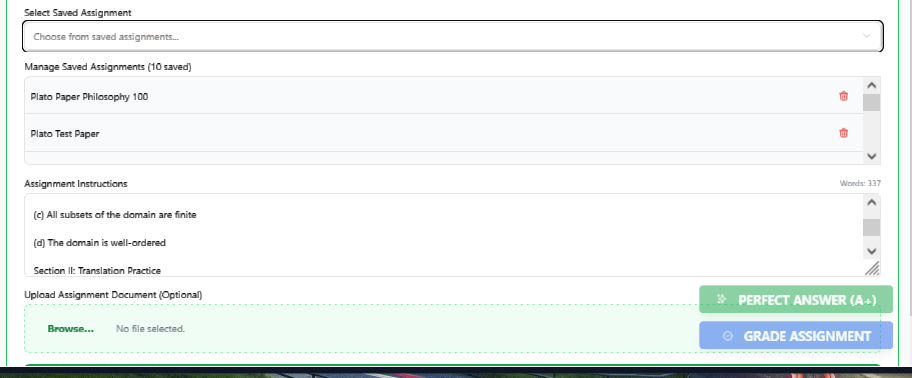 Select Saved Assignment
Choose from saved assignments...
Manage Saved Assignments (10 saved)
Plato Paper Philosophy 100
Plato Test Paper
Assignment Instructions
Words: 337
(c) All subsets of the domain are finite
(d) The domain is well-ordered
Section II: Translation Practice
Upload Assignment Document (Optional)
PERFECT ANSWER (A+)
Browse... No file selected.
GRADE ASSIGNMENT